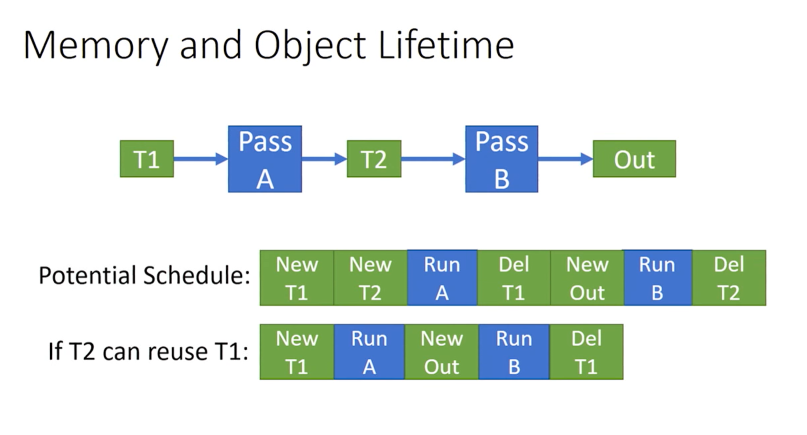 Memory and Object Lifetime
T1
Pass
A
T2
Pass
B
Out
Potential Schedule:
New
T1
New
T2
Run
A
Del
T1
New
Out
Run
B
Del
T2
If T2 can reuse T1:
New
T1
Run
A
New
Out
Run
B
Del
T1